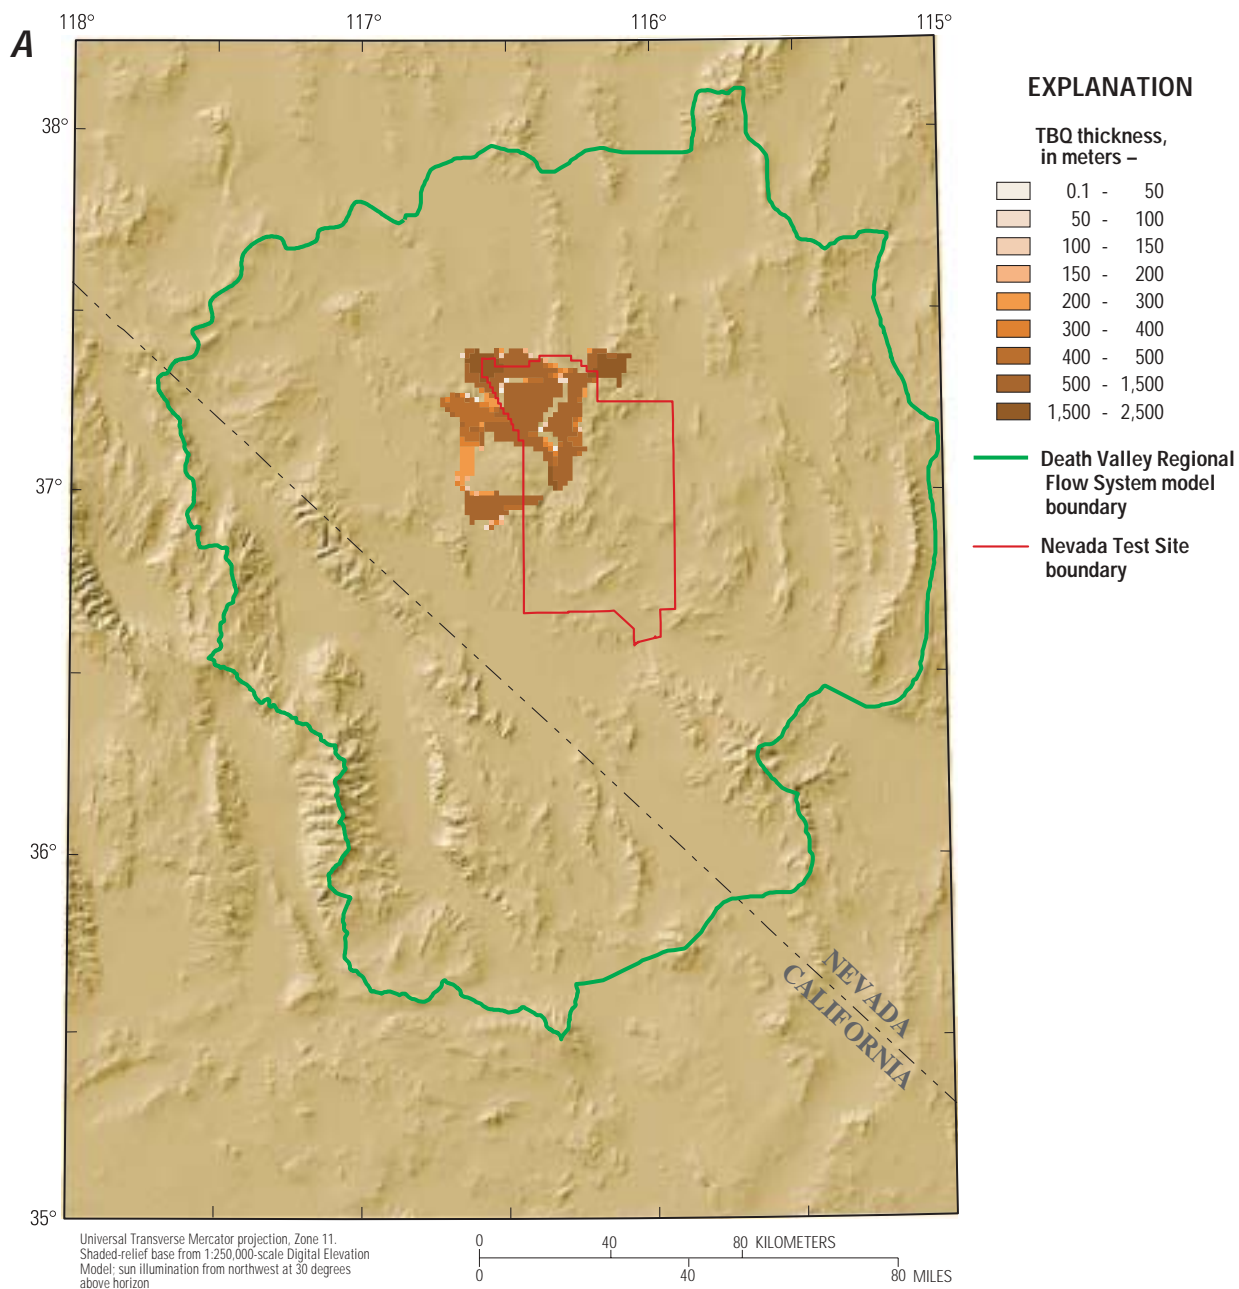 A
118°
117°
116°
115°
38°
37°
36°
35°
EXPLANATION
TBQ thickness,
in meters –
0.1 - 50
50 - 100
100 - 150
150 - 200
200 - 300
300 - 400
400 - 500
500 - 1,500
1,500 - 2,500
Death Valley Regional
Flow System model
boundary
Nevada Test Site
boundary
NEVADA
CALIFORNIA
Universal Transverse Mercator projection, Zone 11.
Shaded-relief base from 1:250,000-scale Digital Elevation
Model; sun illumination from northwest at 30 degrees
above horizon
0 40 80 KILOMETERS
0 40 80 MILES